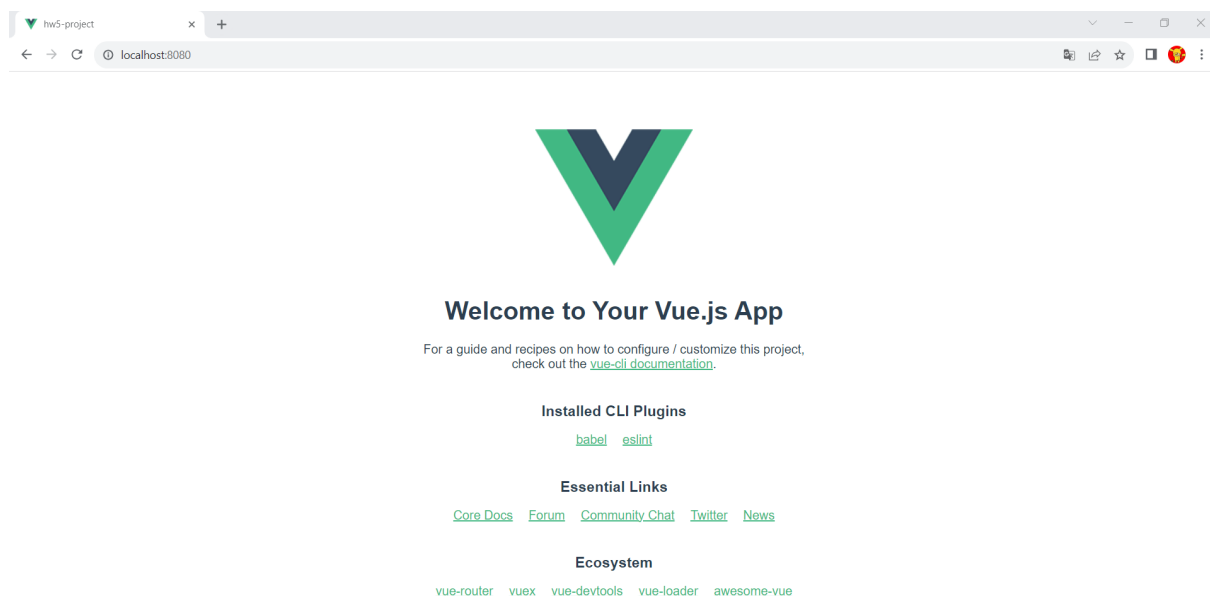 hw5-project
localhost:8080
Welcome to Your Vue.js App
For a guide and recipes on how to configure / customize this project,
check out the vue-cli documentation.
Installed CLI Plugins
babel eslint
Essential Links
Core Docs Forum Community Chat Twitter News
Ecosystem
vue-router vuex vue-devtools vue-loader awesome-vue